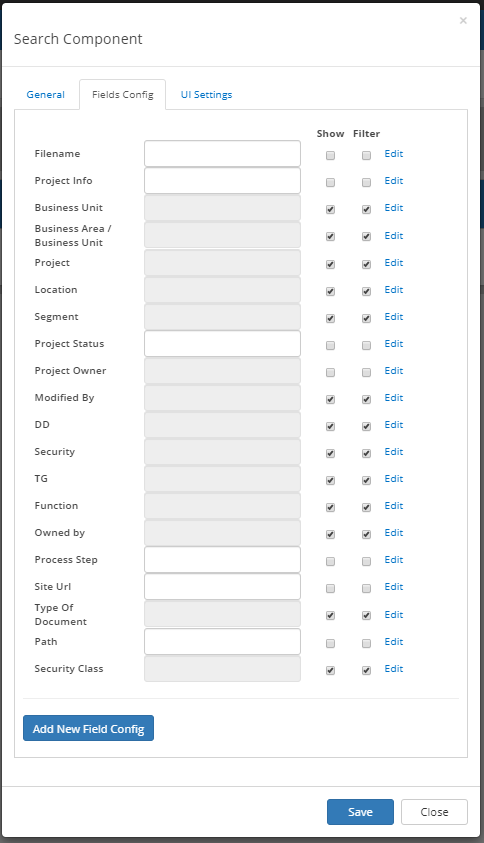 ×
Search Component
General Fields Config UI Settings
Show Filter
Filename Edit
Project Info Edit
Business Unit Edit
Business Area /
Business Unit Edit
Project Edit
Location Edit
Segment Edit
Project Status Edit
Project Owner Edit
Modified By Edit
DD Edit
Security Edit
TG Edit
Function Edit
Owned by Edit
Process Step Edit
Site Url Edit
Type Of
Document Edit
Path Edit
Security Class Edit
Add New Field Config
Save Close